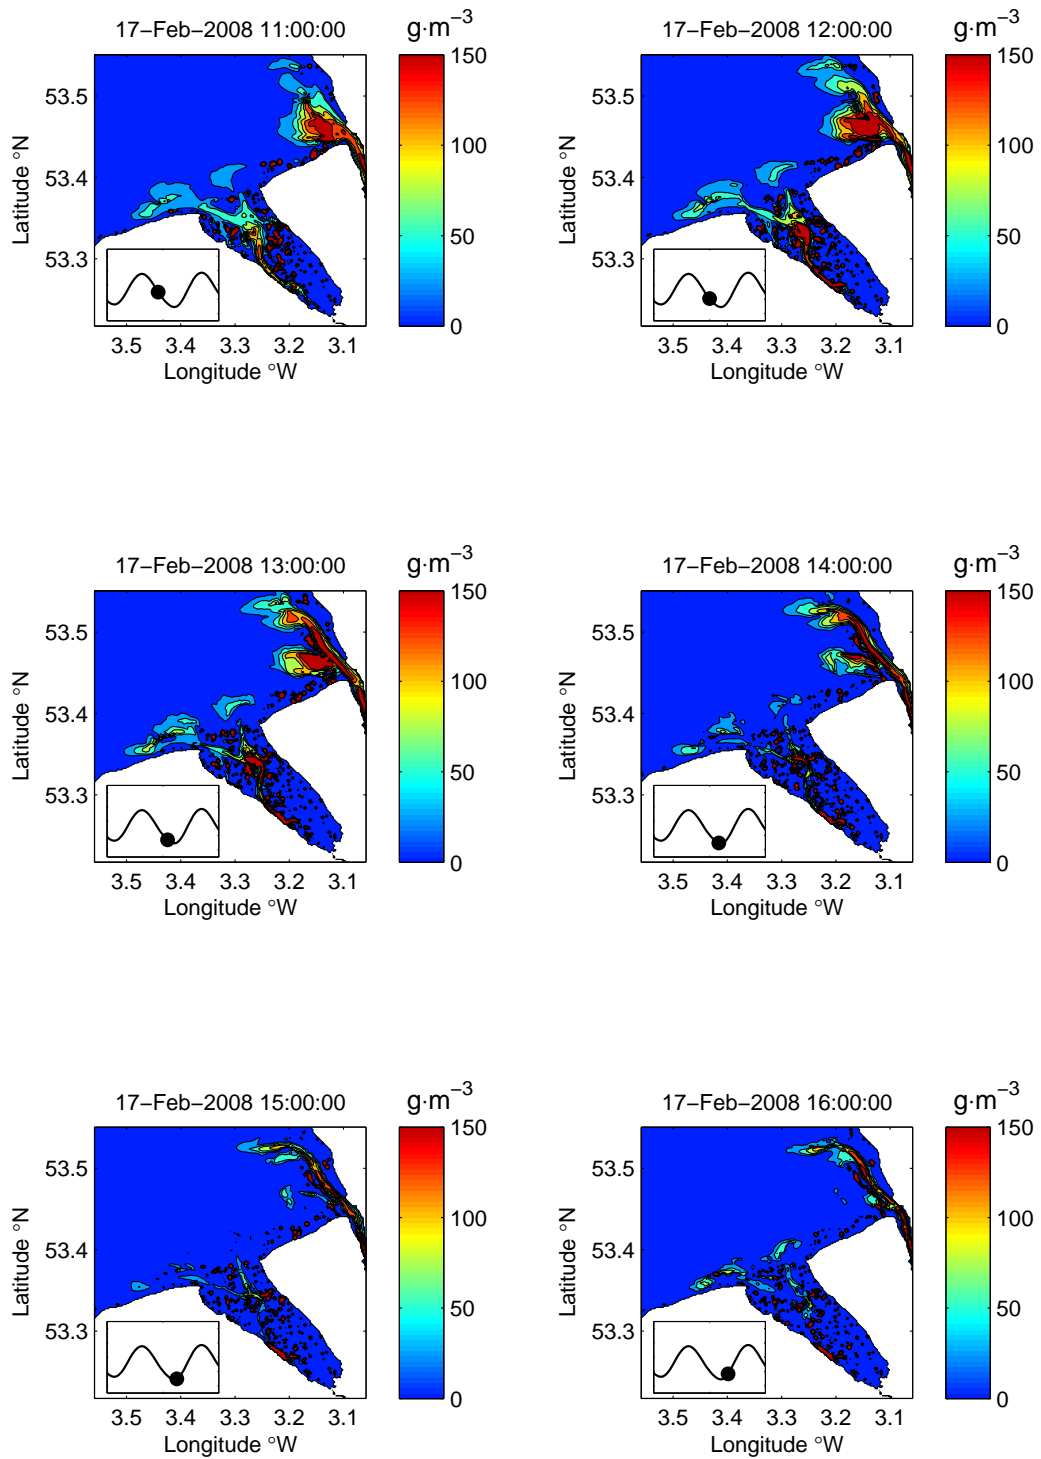 17−Feb−2008 11:00:00
g·m−3
150
100
50
0
53.5
53.4
53.3
Latitude °N
3.5 3.4 3.3 3.2 3.1
Longitude °W
17−Feb−2008 12:00:00
g·m−3
150
100
50
0
53.5
53.4
53.3
Latitude °N
3.5 3.4 3.3 3.2 3.1
Longitude °W
17−Feb−2008 13:00:00
g·m−3
150
100
50
0
53.5
53.4
53.3
Latitude °N
3.5 3.4 3.3 3.2 3.1
Longitude °W
17−Feb−2008 14:00:00
g·m−3
150
100
50
0
53.5
53.4
53.3
Latitude °N
3.5 3.4 3.3 3.2 3.1
Longitude °W
17−Feb−2008 15:00:00
g·m−3
150
100
50
0
53.5
53.4
53.3
Latitude °N
3.5 3.4 3.3 3.2 3.1
Longitude °W
17−Feb−2008 16:00:00
g·m−3
150
100
50
0
53.5
53.4
53.3
Latitude °N
3.5 3.4 3.3 3.2 3.1
Longitude °W